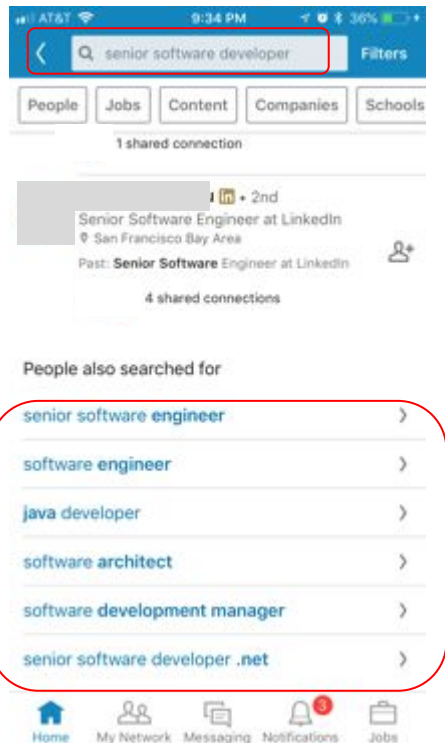 AT&T 9:34 PM 36%
senior software developer Filters
People Jobs Content Companies Schools
1 shared connection
in • 2nd
Senior Software Engineer at LinkedIn
San Francisco Bay Area
Past: Senior Software Engineer at LinkedIn
4 shared connections
People also searched for
senior software engineer
software engineer
java developer
software architect
software development manager
senior software developer .net
3
Home My Network Messaging Notifications Jobs